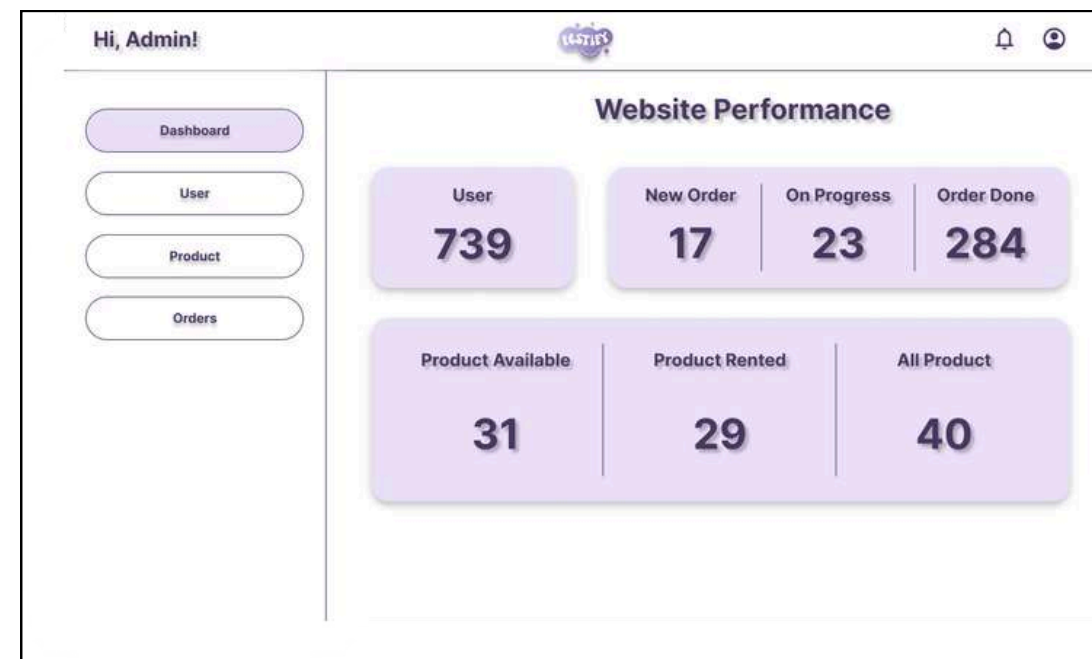 Hi, Admin!
Website Performance
Dashboard
User
Product
Orders
User
739
New Order
17
On Progress
23
Order Done
284
Product Available
31
Product Rented
29
All Product
40